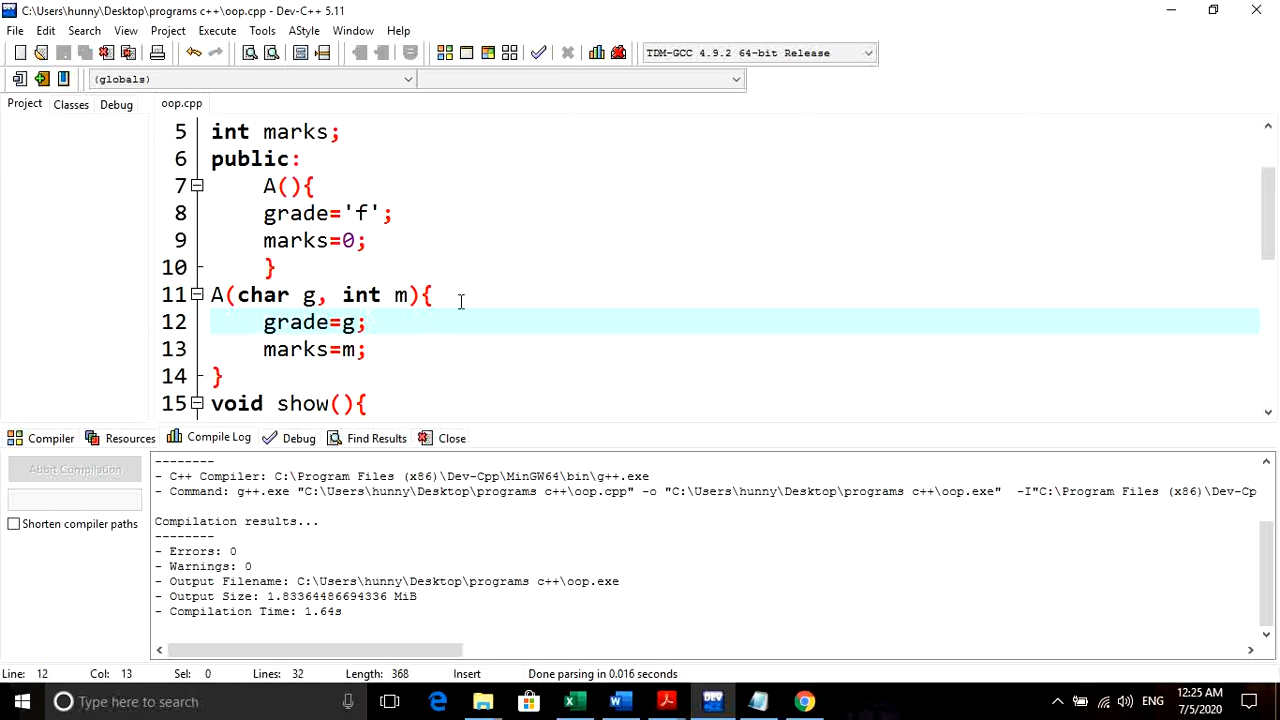 C:\Users\hunny\Desktop\programs c++\oop.cpp - Dev-C++ 5.11
File Edit Search View Project Execute Tools AStyle Window Help
TDM-GCC 4.9.2 64-bit Release
(globals)
Project Classes Debug oop.cpp
5 int marks;
6 public:
7 A(){
8 grade='f';
9 marks=0;
10 }
11 A(char g, int m){
12 grade=g;
13 marks=m;
14 }
15 void show(){
Compiler Resources Compile Log Debug Find Results Close
Abort Compilation
Shorten compiler paths
--------
- C++ Compiler: C:\Program Files (x86)\Dev-Cpp\MinGW64\bin\g++.exe
- Command: g++.exe "C:\Users\hunny\Desktop\programs c++\oop.cpp" -o "C:\Users\hunny\Desktop\programs c++\oop.exe" -I"C:\Program Files (x86)\Dev-Cp
Compilation results...
--------
- Errors: 0
- Warnings: 0
- Output Filename: C:\Users\hunny\Desktop\programs c++\oop.exe
- Output Size: 1.83364486694336 MiB
- Compilation Time: 1.64s
Line: 12 Col: 13 Sel: 0 Lines: 32 Length: 368 Insert Done parsing in 0.016 seconds
Type here to search
DEV
ENG
12:25 AM
7/5/2020